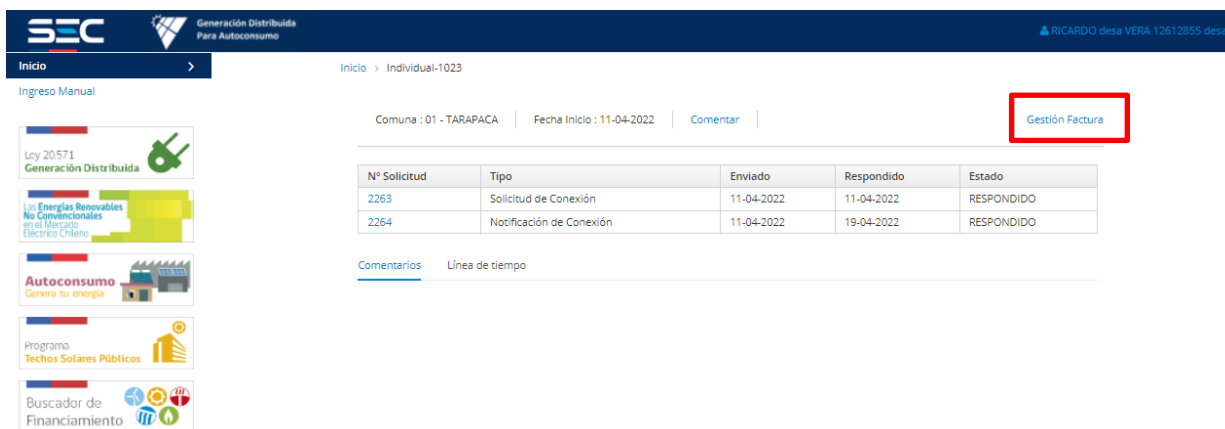 SEC
Generación Distribuida
Para Autoconsumo
RICARDO desa VERA 12612855 desa
Inicio
Ingreso Manual
Ley 20.571
Generación Distribuida
Las Energías Renovables
No Convencionales
en el Mercado
Eléctrico Chileno
Autoconsumo
Genera tu energía
Programa
Techos Solares Públicos
Buscador de
Financiamiento
Inicio > Individual-1023
Comuna : 01 - TARAPACA Fecha Inicio : 11-04-2022 Comentar Gestión Factura
Nº Solicitud Tipo Enviado Respondido Estado
2263 Solicitud de Conexión 11-04-2022 11-04-2022 RESPONDIDO
2264 Notificación de Conexión 11-04-2022 19-04-2022 RESPONDIDO
Comentarios Línea de tiempo